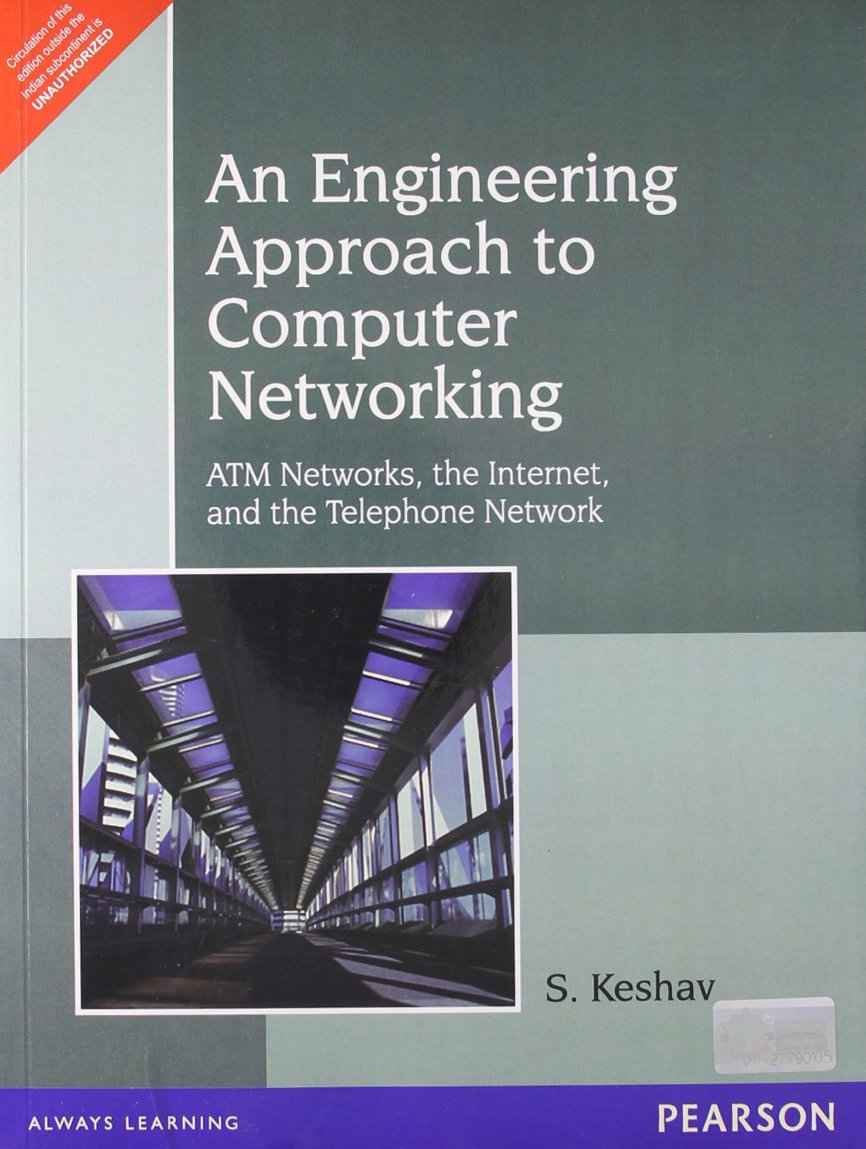 Circulation of this
edition outside the
Indian subcontinent is
UNAUTHORIZED
An Engineering
Approach to
Computer
Networking
ATM Networks, the Internet,
and the Telephone Network
S. Keshav
ALWAYS LEARNING
PEARSON